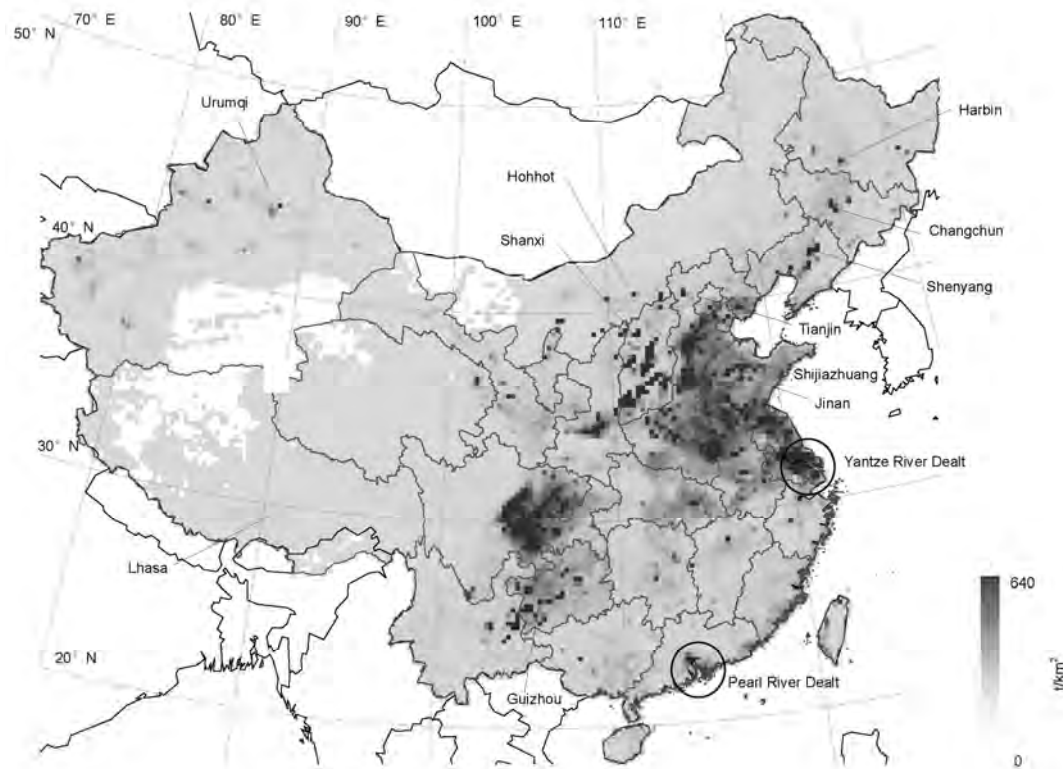 70° E
80° E
90° E
100° E
110° E
50° N
Urumqi
Harbin
Hohhot
40° N
Shanxi
Changchun
Shenyang
Tianjin
Shijiazhuang
Jinan
30° N
Yantze River Dealt
Lhasa
640
20° N
Guizhou
Pearl River Dealt
t/km²
0